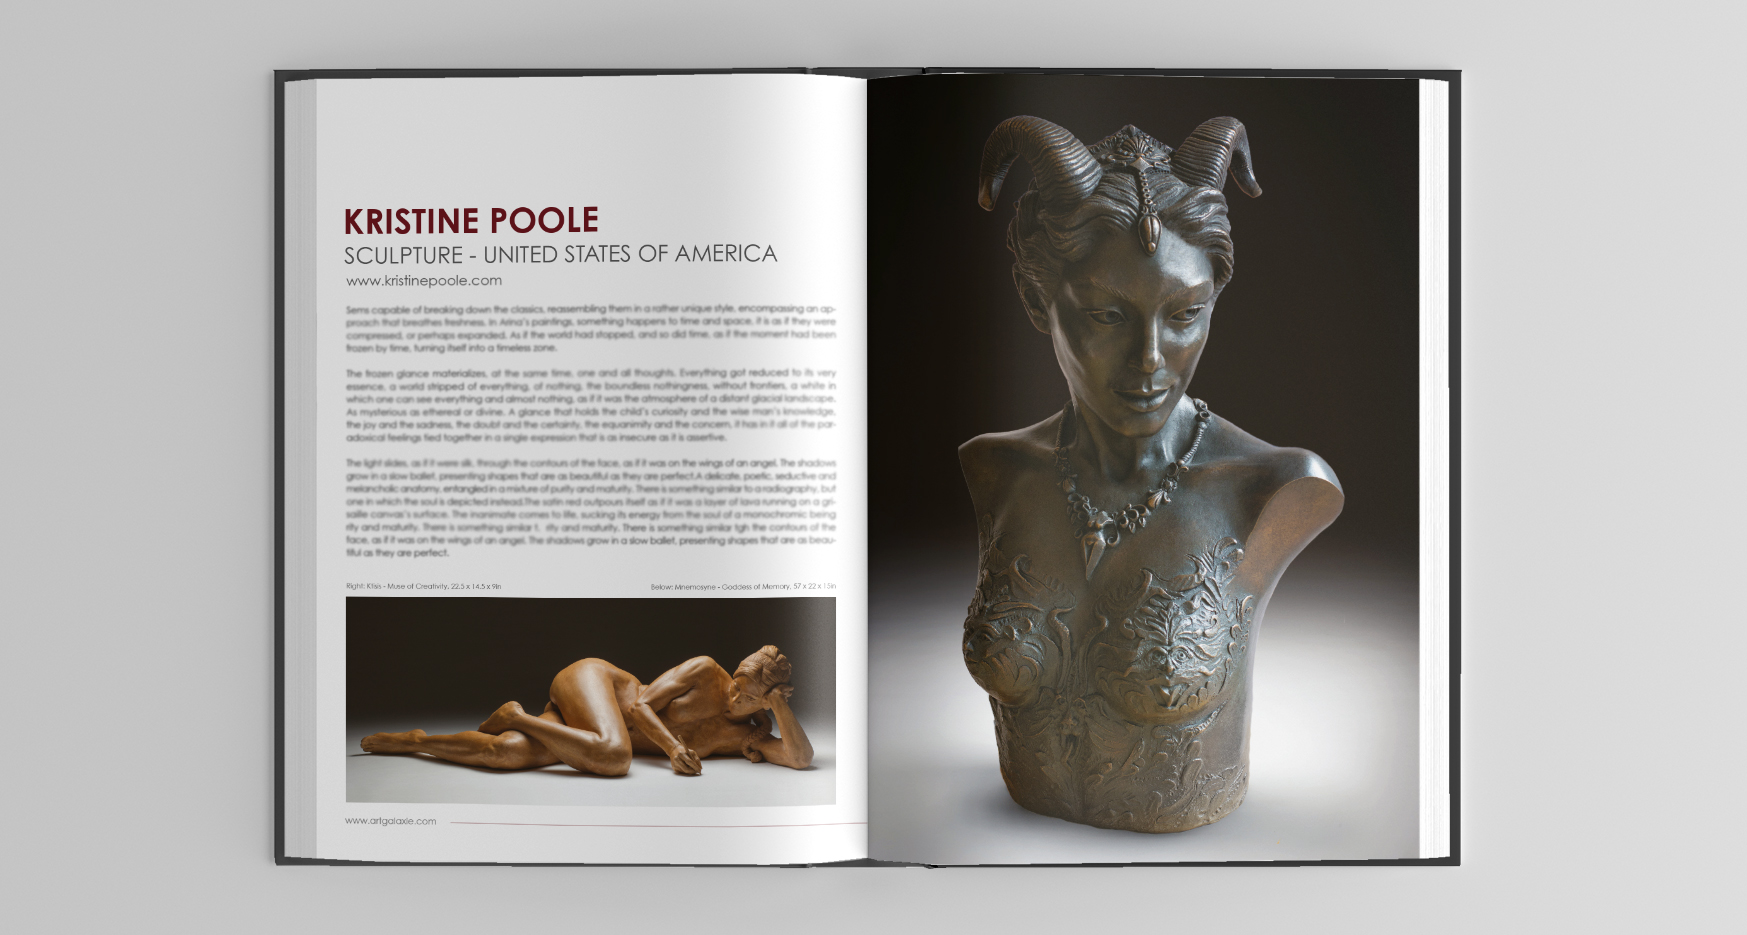 KRISTINE POOLE
SCULPTURE - UNITED STATES OF AMERICA
www.kristinepoole.com
Sems capable of breaking down the classics, reassembling them in a rather unique style, encompassing an ap-
proach that breathes freshness. In Arina's paintings, something happens to time and space, it is as if they were
compressed, or perhaps expanded. As if the world had stopped, and so did time, as if the moment had been
frozen by time, turning itself into a timeless zone.
The frozen glance materializes, at the same time, one and all thoughts. Everything got reduced to its very
essence, a world stripped of everything, of nothing, the boundless nothingness, without frontiers, a white in
which one can see everything and almost nothing, as if it was the atmosphere of a distant glacial landscape.
As mysterious as ethereal or divine. A glance that holds the child's curiosity and the wise man's knowledge,
the joy and the sadness, the doubt and the certainty, the equanimity and the concern, it has in it all of the par-
adoxical feelings tied together in a single expression that is as insecure as it is assertive.
The light slides, as if it were silk, through the contours of the face, as if it was on the wings of an angel. The shadows
grow in a slow ballet, presenting shapes that are as beautiful as they are perfect.A delicate, poetic, seductive and
melancholic anatomy, entangled in a mixture of purity and maturity. There is something similar to a radiography, but
one in which the soul is depicted instead.The satin red outpours itself as if it was a layer of lava running on a gri-
saille canvas's surface. The inanimate comes to life, sucking its energy from the soul of a monochromic being
rity and maturity. There is something similar t. rity and maturity. There is something similar tgh the contours of the
face, as if it was on the wings of an angel. The shadows grow in a slow ballet, presenting shapes that are as beau-
tiful as they are perfect.
Right: Ktisis - Muse of Creativity, 22.5 x 14.5 x 9in
Below: Mnemosyne - Goddess of Memory, 57 x 22 x 15in
www.artgalaxie.com